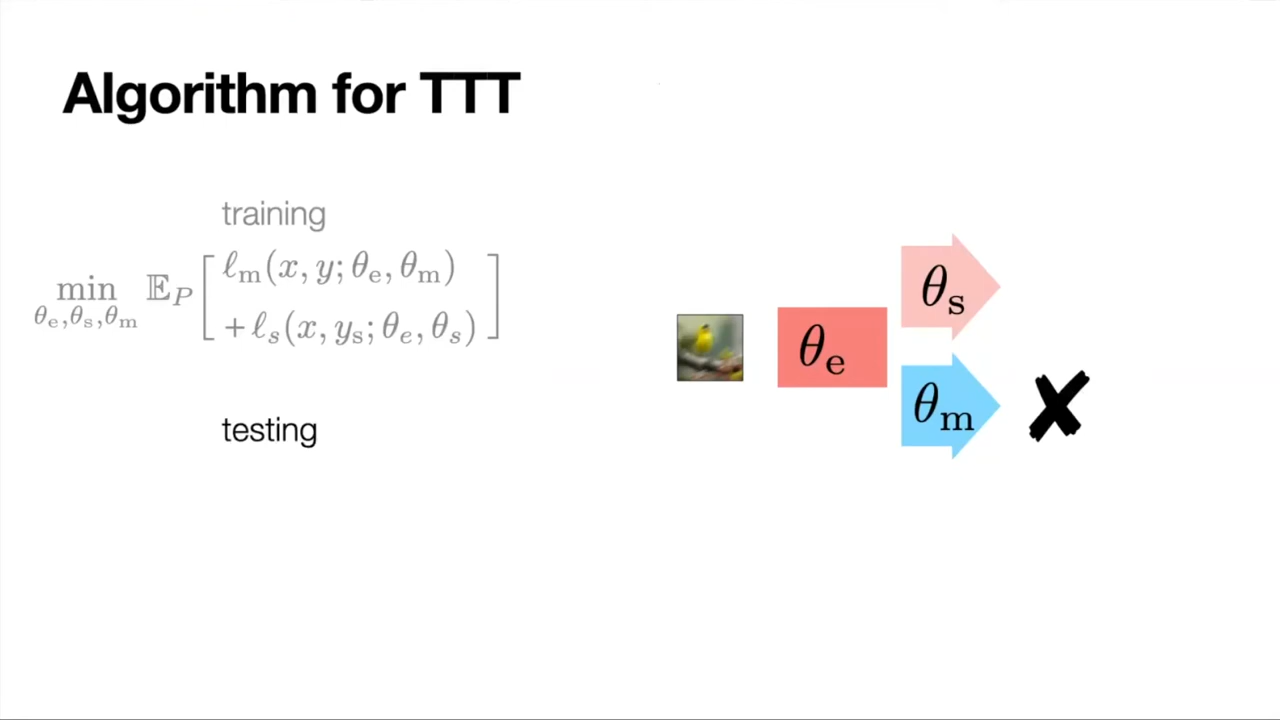 Algorithm for TTT
training
min_{θ_e,θ_s,θ_m} 𝔼_P [ ℓ_m(x, y; θ_e, θ_m)
+ℓ_s(x, y_s; θ_e, θ_s) ]
testing
θ_s
θ_e
θ_m